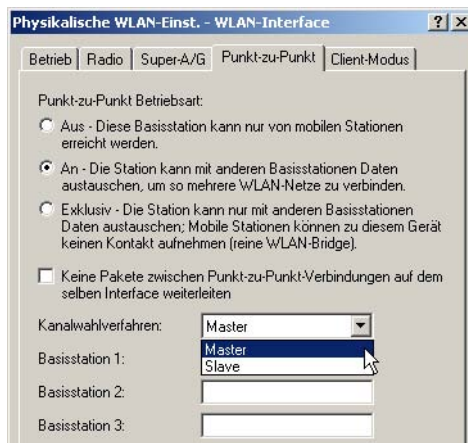 Physikalische WLAN-Einst. - WLAN-Interface
Betrieb Radio Super-A/G Punkt-zu-Punkt Client-Modus
Punkt-zu-Punkt Betriebsart:
Aus - Diese Basisstation kann nur von mobilen Stationen
erreicht werden.
An - Die Station kann mit anderen Basisstationen Daten
austauschen, um so mehrere WLAN-Netze zu verbinden.
Exklusiv - Die Station kann nur mit anderen Basisstationen
Daten austauschen; Mobile Stationen können zu diesem Gerät
keinen Kontakt aufnehmen (reine WLAN-Bridge).
Keine Pakete zwischen Punkt-zu-Punkt-Verbindungen auf dem
selben Interface weiterleiten
Kanalwahlverfahren: Master
Master
Basisstation 1:
Slave
Basisstation 2:
Basisstation 3: